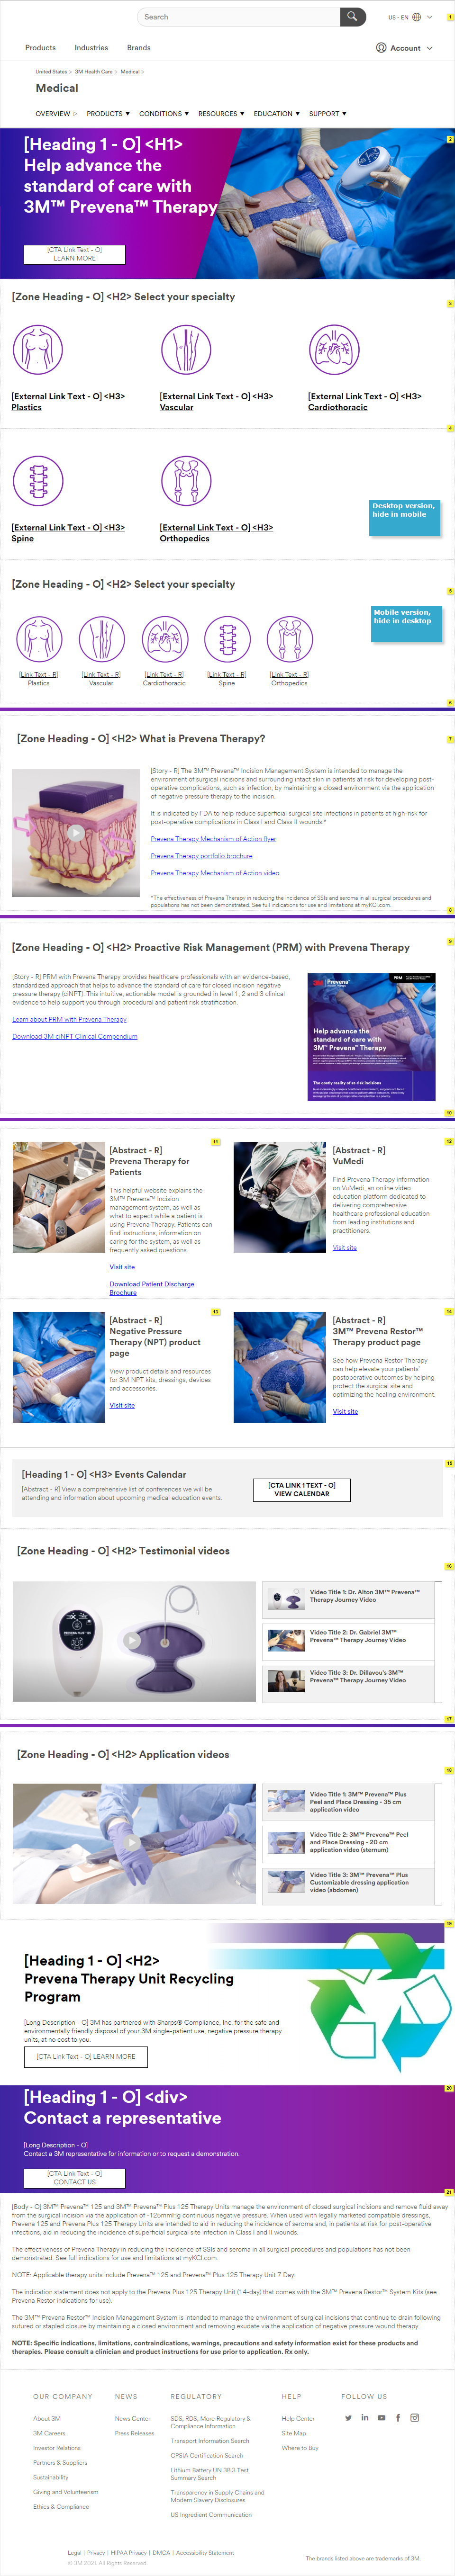 Search
US - EN
1
Products
Industries
Brands
Account
United States > 3M Health Care > Medical >
Medical
OVERVIEW ▷ PRODUCTS ▼ CONDITIONS ▼ RESOURCES ▼ EDUCATION ▼ SUPPORT ▼
2
[Heading 1 - O] <H1>
Help advance the
standard of care with
3M™ Prevena™ Therapy
[CTA Link Text - O]
LEARN MORE
3
[Zone Heading - O] <H2> Select your specialty
[External Link Text - O] <H3>
Plastics
[External Link Text - O] <H3>
Vascular
[External Link Text - O] <H3>
Cardiothoracic
4
[External Link Text - O] <H3>
Spine
[External Link Text - O] <H3>
Orthopedics
Desktop version,
hide in mobile
5
[Zone Heading - O] <H2> Select your specialty
Mobile version,
hide in desktop
[Link Text - R]
Plastics
[Link Text - R]
Vascular
[Link Text - R]
Cardiothoracic
[Link Text - R]
Spine
[Link Text - R]
Orthopedics
6
7
[Zone Heading - O] <H2> What is Prevena Therapy?
[Story - R] The 3M™ Prevena™ Incision Management System is intended to manage the
environment of surgical incisions and surrounding intact skin in patients at risk for developing post-
operative complications, such as infection, by maintaining a closed environment via the application
of negative pressure therapy to the incision.
It is indicated by FDA to help reduce superficial surgical site infections in patients at high-risk for
post-operative complications in Class I and Class II wounds.*
Prevena Therapy Mechanism of Action flyer
Prevena Therapy portfolio brochure
Prevena Therapy Mechanism of Action video
*The effectiveness of Prevena Therapy in reducing the incidence of SSIs and seroma in all surgical procedures and
populations has not been demonstrated. See full indications for use and limitations at myKCI.com.
8
9
[Zone Heading - O] <H2> Proactive Risk Management (PRM) with Prevena Therapy
[Story - R] PRM with Prevena Therapy provides healthcare professionals with an evidence-based,
standardized approach that helps to advance the standard of care for closed incision negative
pressure therapy (ciNPT). This intuitive, actionable model is grounded in level 1, 2 and 3 clinical
evidence to help support you through procedural and patient risk stratification.
Learn about PRM with Prevena Therapy
Download 3M ciNPT Clinical Compendium
3M Prevena™
PRM
Help advance the
standard of care with
3M™ Prevena™ Therapy
The costly reality of at-risk incisions
10
11
[Abstract - R]
Prevena Therapy for
Patients
This helpful website explains the
3M™ Prevena™ Incision
management system, as well as
what to expect while a patient is
using Prevena Therapy. Patients can
find instructions, information on
caring for the system, as well as
frequently asked questions.
Visit site
Download Patient Discharge
Brochure
12
[Abstract - R]
VuMedi
Find Prevena Therapy information
on VuMedi, an online video
education platform dedicated to
delivering comprehensive
healthcare professional education
from leading institutions and
practitioners.
Visit site
13
[Abstract - R]
Negative Pressure
Therapy (NPT) product
page
View product details and resources
for 3M NPT kits, dressings, devices
and accessories.
Visit site
14
[Abstract - R]
3M™ Prevena Restor™
Therapy product page
See how Prevena Restor Therapy
can help elevate your patients'
postoperative outcomes by helping
protect the surgical site and
optimizing the healing environment.
Visit site
15
[Heading 1 - O] <H3> Events Calendar
[Abstract - R] View a comprehensive list of conferences we will be
attending and information about upcoming medical education events.
[CTA LINK 1 TEXT - O]
VIEW CALENDAR
16
[Zone Heading - O] <H2> Testimonial videos
Video Title 1: Dr. Alton 3M™ Prevena™
Therapy Journey Video
Video Title 2: Dr. Gabriel 3M™
Prevena™ Therapy Journey Video
Video Title 3: Dr. Dillavou's 3M™
Prevena™ Therapy Journey Video
17
[Zone Heading - O] <H2> Application videos
18
Video Title 1: 3M™ Prevena™ Plus
Peel and Place Dressing - 35 cm
application video
Video Title 2: 3M™ Prevena™ Peel
and Place Dressing - 20 cm
application video (sternum)
Video Title 3: 3M™ Prevena™ Plus
Customizable dressing application
video (abdomen)
19
[Heading 1 - O] <H2>
Prevena Therapy Unit Recycling
Program
[Long Description - O] 3M has partnered with Sharps® Compliance, Inc. for the safe and
environmentally friendly disposal of your 3M single-patient use, negative pressure therapy
units, at no cost to you.
[CTA Link Text - O] LEARN MORE
20
[Heading 1 - O] <div>
Contact a representative
[Long Description - O]
Contact a 3M representative for information or to request a demonstration.
[CTA Link Text - O]
CONTACT US
21
[Body - O] 3M™ Prevena™ 125 and 3M™ Prevena™ Plus 125 Therapy Units manage the environment of closed surgical incisions and remove fluid away
from the surgical incision via the application of -125mmHg continuous negative pressure. When used with legally marketed compatible dressings,
Prevena 125 and Prevena Plus 125 Therapy Units are intended to aid in reducing the incidence of seroma and, in patients at risk for post-operative
infections, aid in reducing the incidence of superficial surgical site infection in Class I and II wounds.
The effectiveness of Prevena Therapy in reducing the incidence of SSIs and seroma in all surgical procedures and populations has not been
demonstrated. See full indications for use and limitations at myKCI.com.
NOTE: Applicable therapy units include Prevena™ 125 and Prevena™ Plus 125 Therapy Unit 7 Day.
The indication statement does not apply to the Prevena Plus 125 Therapy Unit (14-day) that comes with the 3M™ Prevena Restor™ System Kits (see
Prevena Restor indications for use).
The 3M™ Prevena Restor™ Incision Management System is intended to manage the environment of surgical incisions that continue to drain following
sutured or stapled closure by maintaining a closed environment and removing exudate via the application of negative pressure wound therapy.
NOTE: Specific indications, limitations, contraindications, warnings, precautions and safety information exist for these products and
therapies. Please consult a clinician and product instructions for use prior to application. Rx only.
OUR COMPANY
About 3M
3M Careers
Investor Relations
Partners & Suppliers
Sustainability
Giving and Volunteerism
Ethics & Compliance
NEWS
News Center
Press Releases
REGULATORY
SDS, RDS, More Regulatory &
Compliance Information
Transport Information Search
CPSIA Certification Search
Lithium Battery UN 38.3 Test
Summary Search
Transparency in Supply Chains and
Modern Slavery Disclosures
US Ingredient Communication
HELP
Help Center
Site Map
Where to Buy
FOLLOW US
Legal | Privacy | HIPAA Privacy | DMCA | Accessibility Statement
© 3M 2021. All Rights Reserved.
The brands listed above are trademarks of 3M.